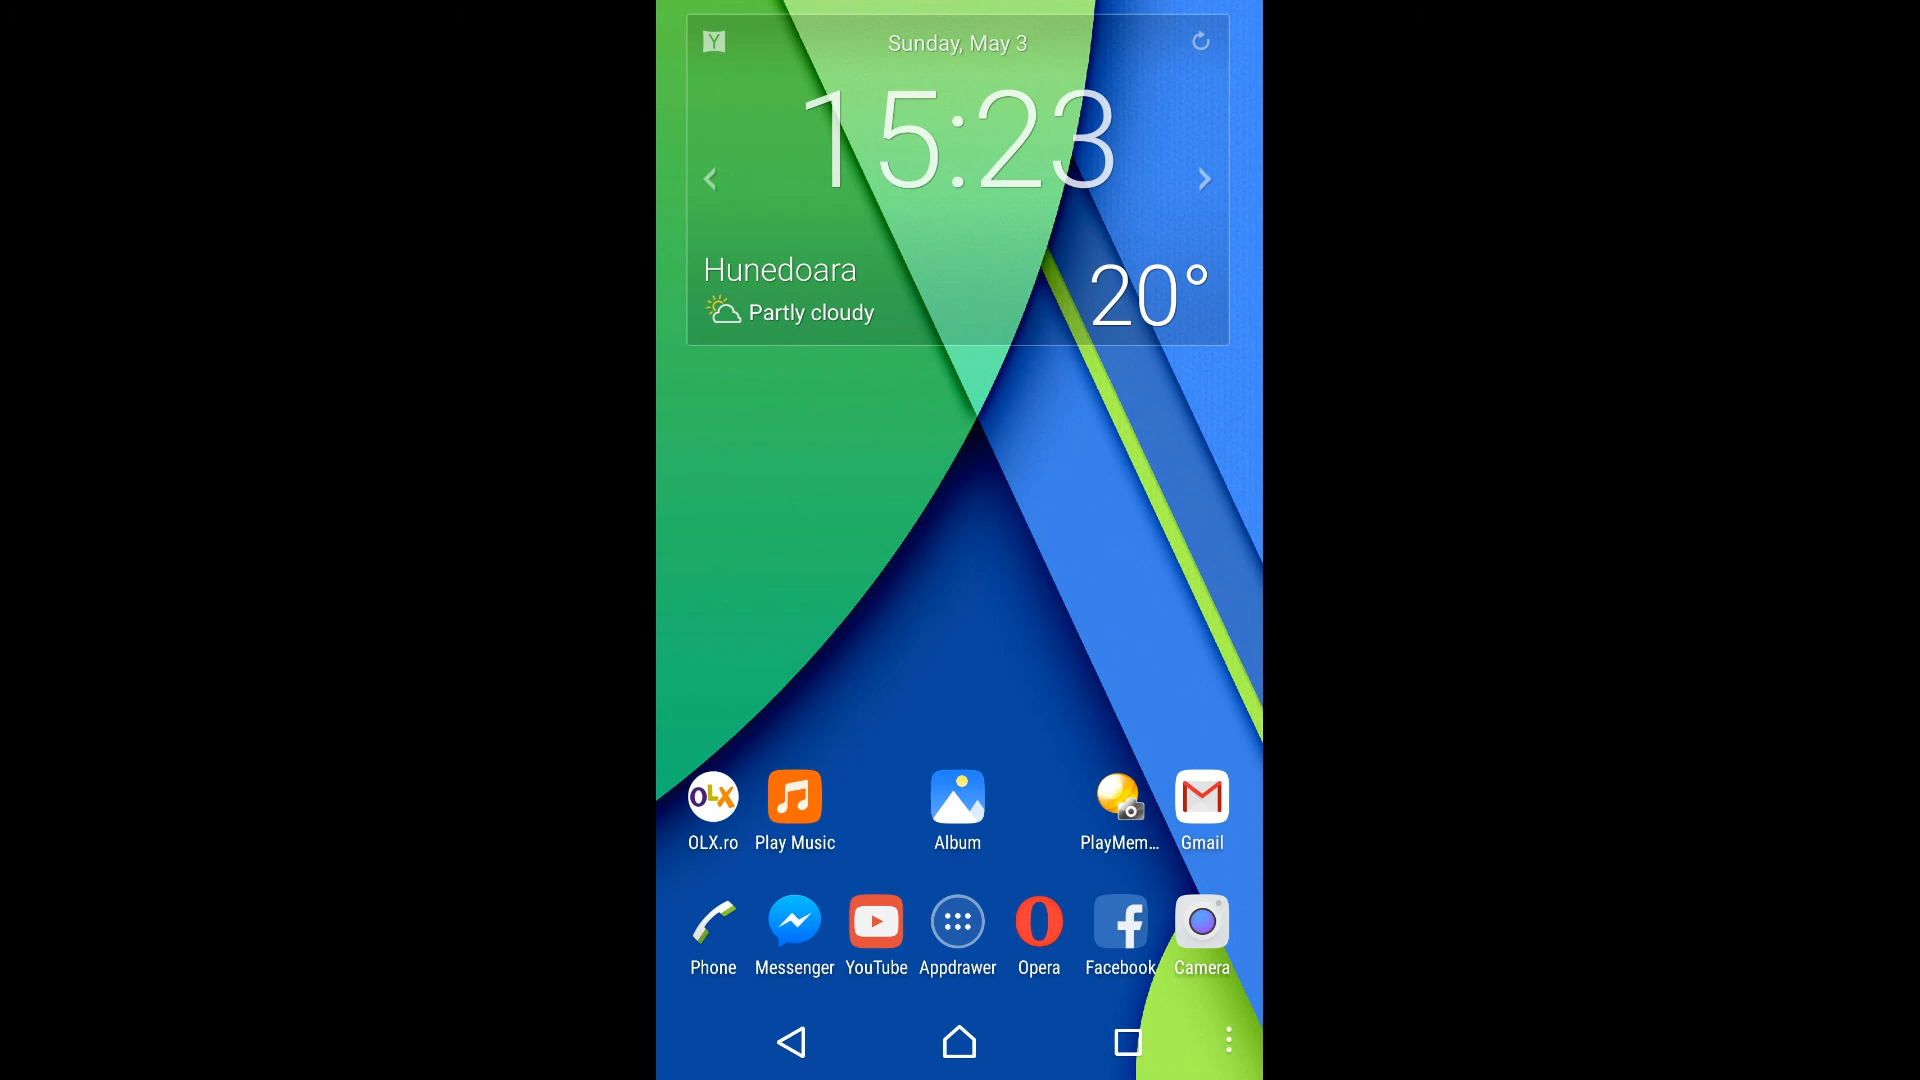 Y
Sunday, May 3
15:23
Hunedoara
20°
Partly cloudy
OLX
OLX.ro
Play Music
Album
PlayMem...
Gmail
Phone
Messenger
YouTube
Appdrawer
Opera
Facebook
Camera